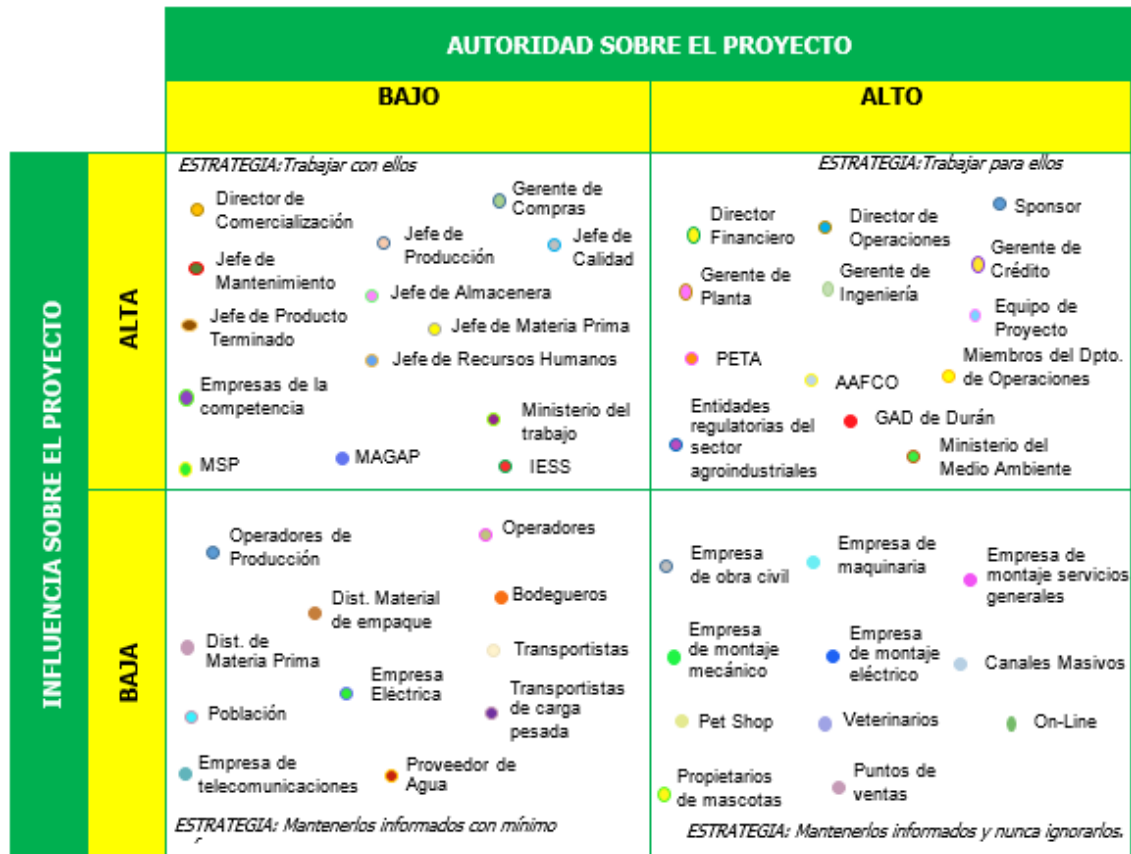 AUTORIDAD SOBRE EL PROYECTO
BAJO
ALTO
INFLUENCIA SOBRE EL PROYECTO
ALTA
ESTRATEGIA:Trabajar con ellos
Director de
Comercialización
Gerente de
Compras
Jefe de
Producción
Jefe de
Calidad
Jefe de
Mantenimiento
Jefe de Almacenera
Jefe de Producto
Terminado
Jefe de Materia Prima
Jefe de Recursos Humanos
Empresas de la
competencia
Ministerio del
trabajo
MSP
MAGAP
IESS
ESTRATEGIA:Trabajar para ellos
Director
Financiero
Director de
Operaciones
Sponsor
Gerente de
Crédito
Gerente de
Planta
Gerente de
Ingeniería
Equipo de
Proyecto
PETA
AAFCO
Miembros del Dpto.
de Operaciones
Entidades
regulatorias del
sector
agroindustriales
GAD de Durán
Ministerio del
Medio Ambiente
BAJA
Operadores de
Producción
Operadores
Dist. Material
de empaque
Bodegueros
Dist. de
Materia Prima
Transportistas
Empresa
Eléctrica
Transportistas
de carga
pesada
Población
Empresa de
telecomunicaciones
Proveedor de
Agua
ESTRATEGIA: Mantenerlos informados con mínimo
Empresa
de obra civil
Empresa de
maquinaria
Empresa de
montaje servicios
generales
Empresa
de montaje
mecánico
Empresa
de montaje
eléctrico
Canales Masivos
Pet Shop
Veterinarios
On-Line
Propietarios
de mascotas
Puntos de
ventas
ESTRATEGIA: Mantenerlos informados y nunca ignorarlos.